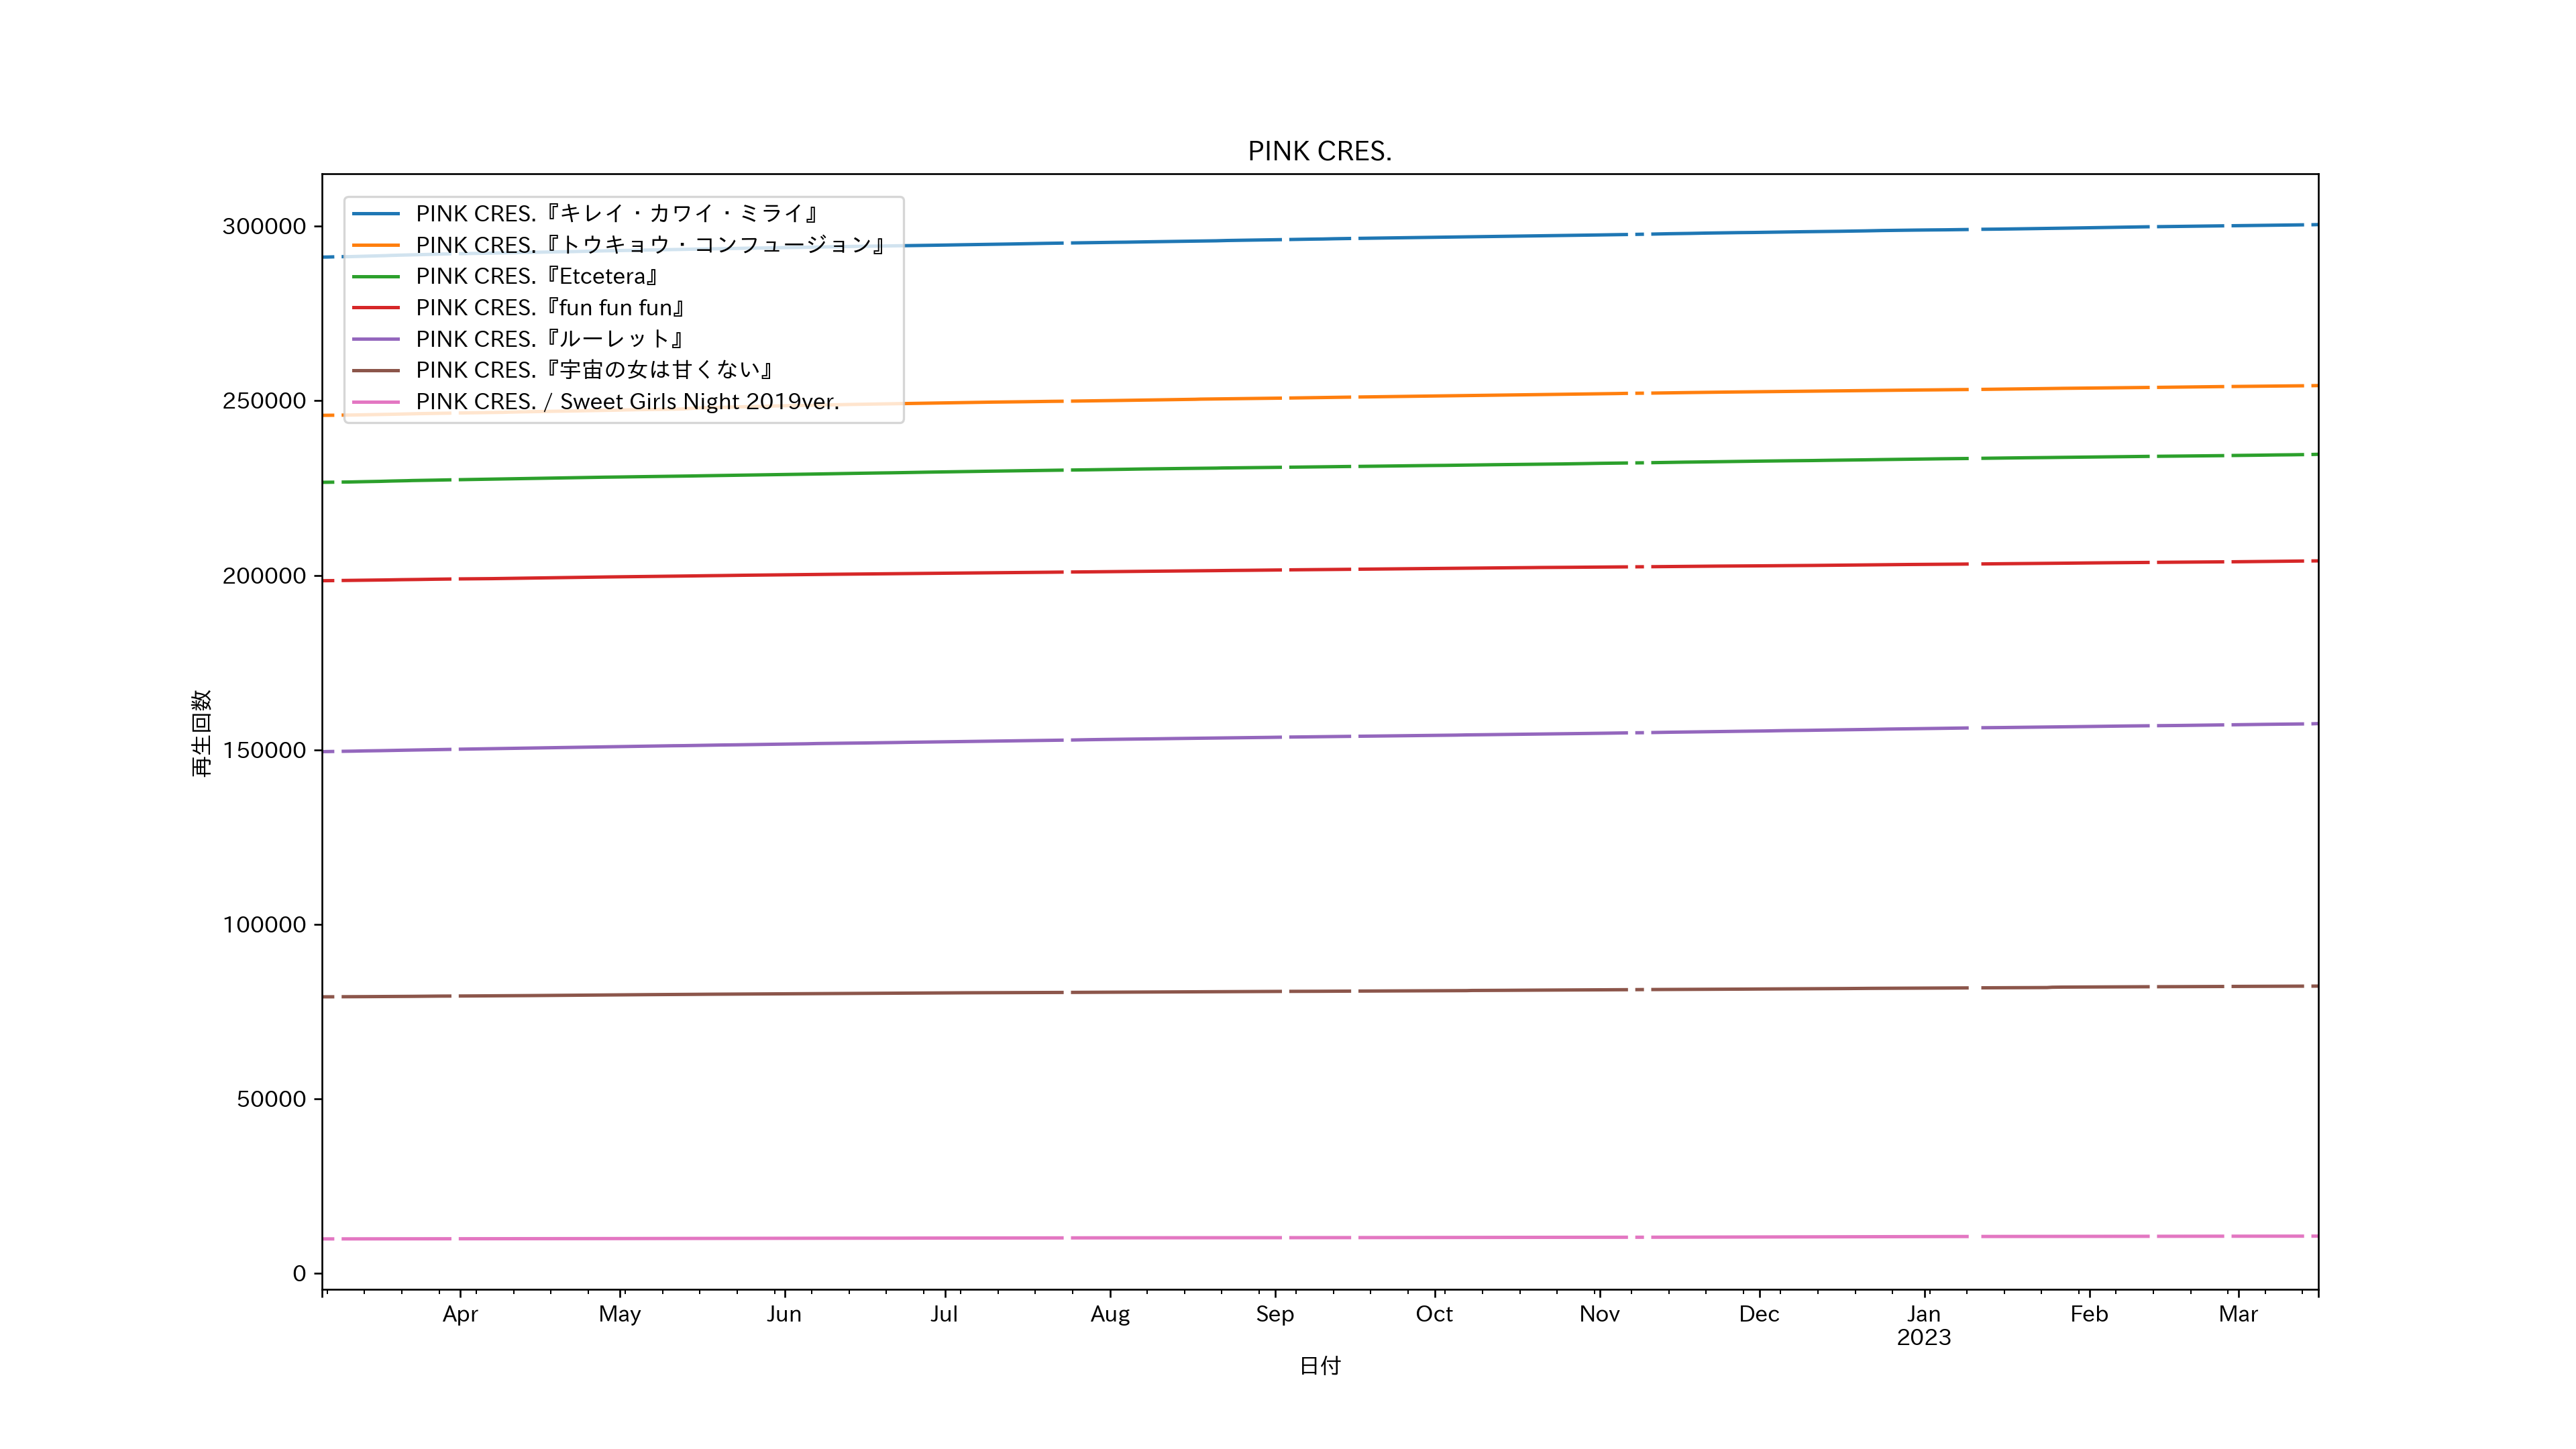 PINK CRES.
PINK CRES.『キレイ・カワイ・ミライ』
PINK CRES.『トウキョウ・コンフュージョン』
PINK CRES.『Etcetera』
PINK CRES.『fun fun fun』
PINK CRES.『ルーレット』
PINK CRES.『宇宙の女は甘くない』
PINK CRES. / Sweet Girls Night 2019ver.
300000
250000
200000
150000
100000
50000
0
再生回数
Apr May Jun Jul Aug Sep Oct Nov Dec Jan Feb Mar
2023
日付